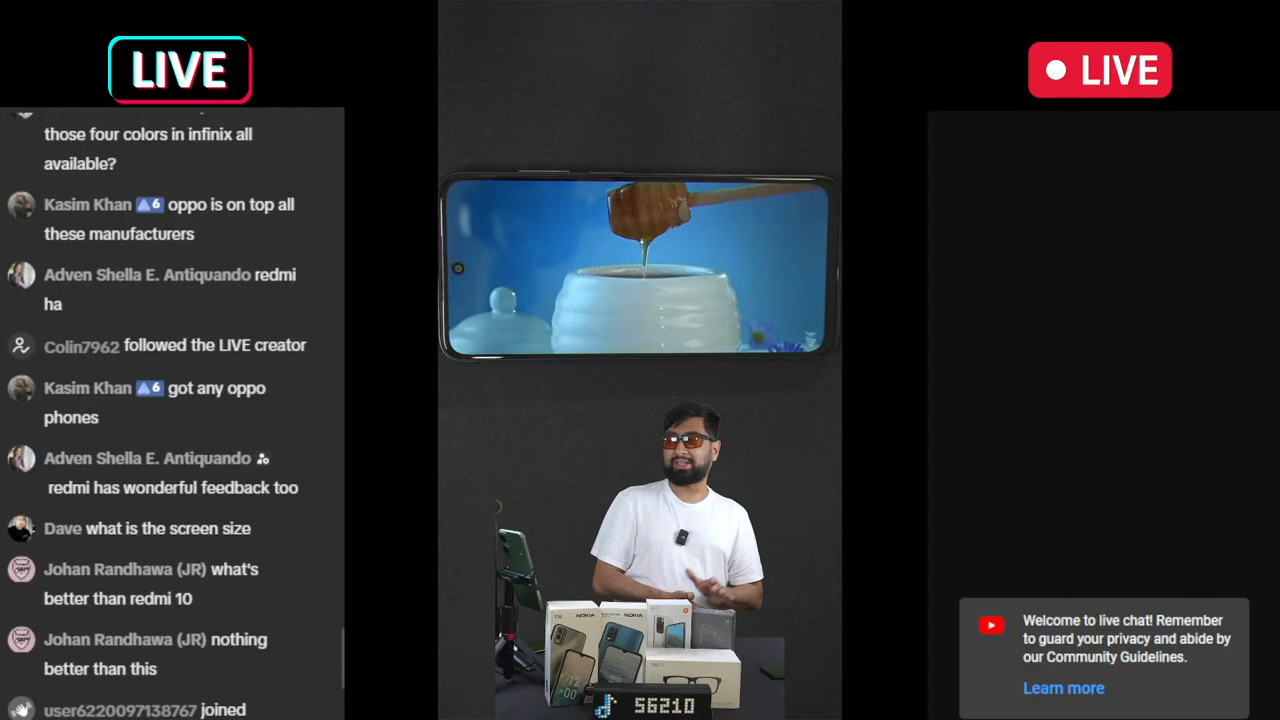 LIVE
those four colors in infinix all
available?
Kasim Khan 6 oppo is on top all
these manufacturers
Adven Shella E. Antiquando redmi
ha
Colin7962 followed the LIVE creator
Kasim Khan 6 got any oppo
phones
Adven Shella E. Antiquando
redmi has wonderful feedback too
Dave what is the screen size
Johan Randhawa (JR) what's
better than redmi 10
Johan Randhawa (JR) nothing
better than this
user6220097138767 joined
NOKIA
NOKIA
56210
LIVE
Welcome to live chat! Remember
to guard your privacy and abide by
our Community Guidelines.
Learn more